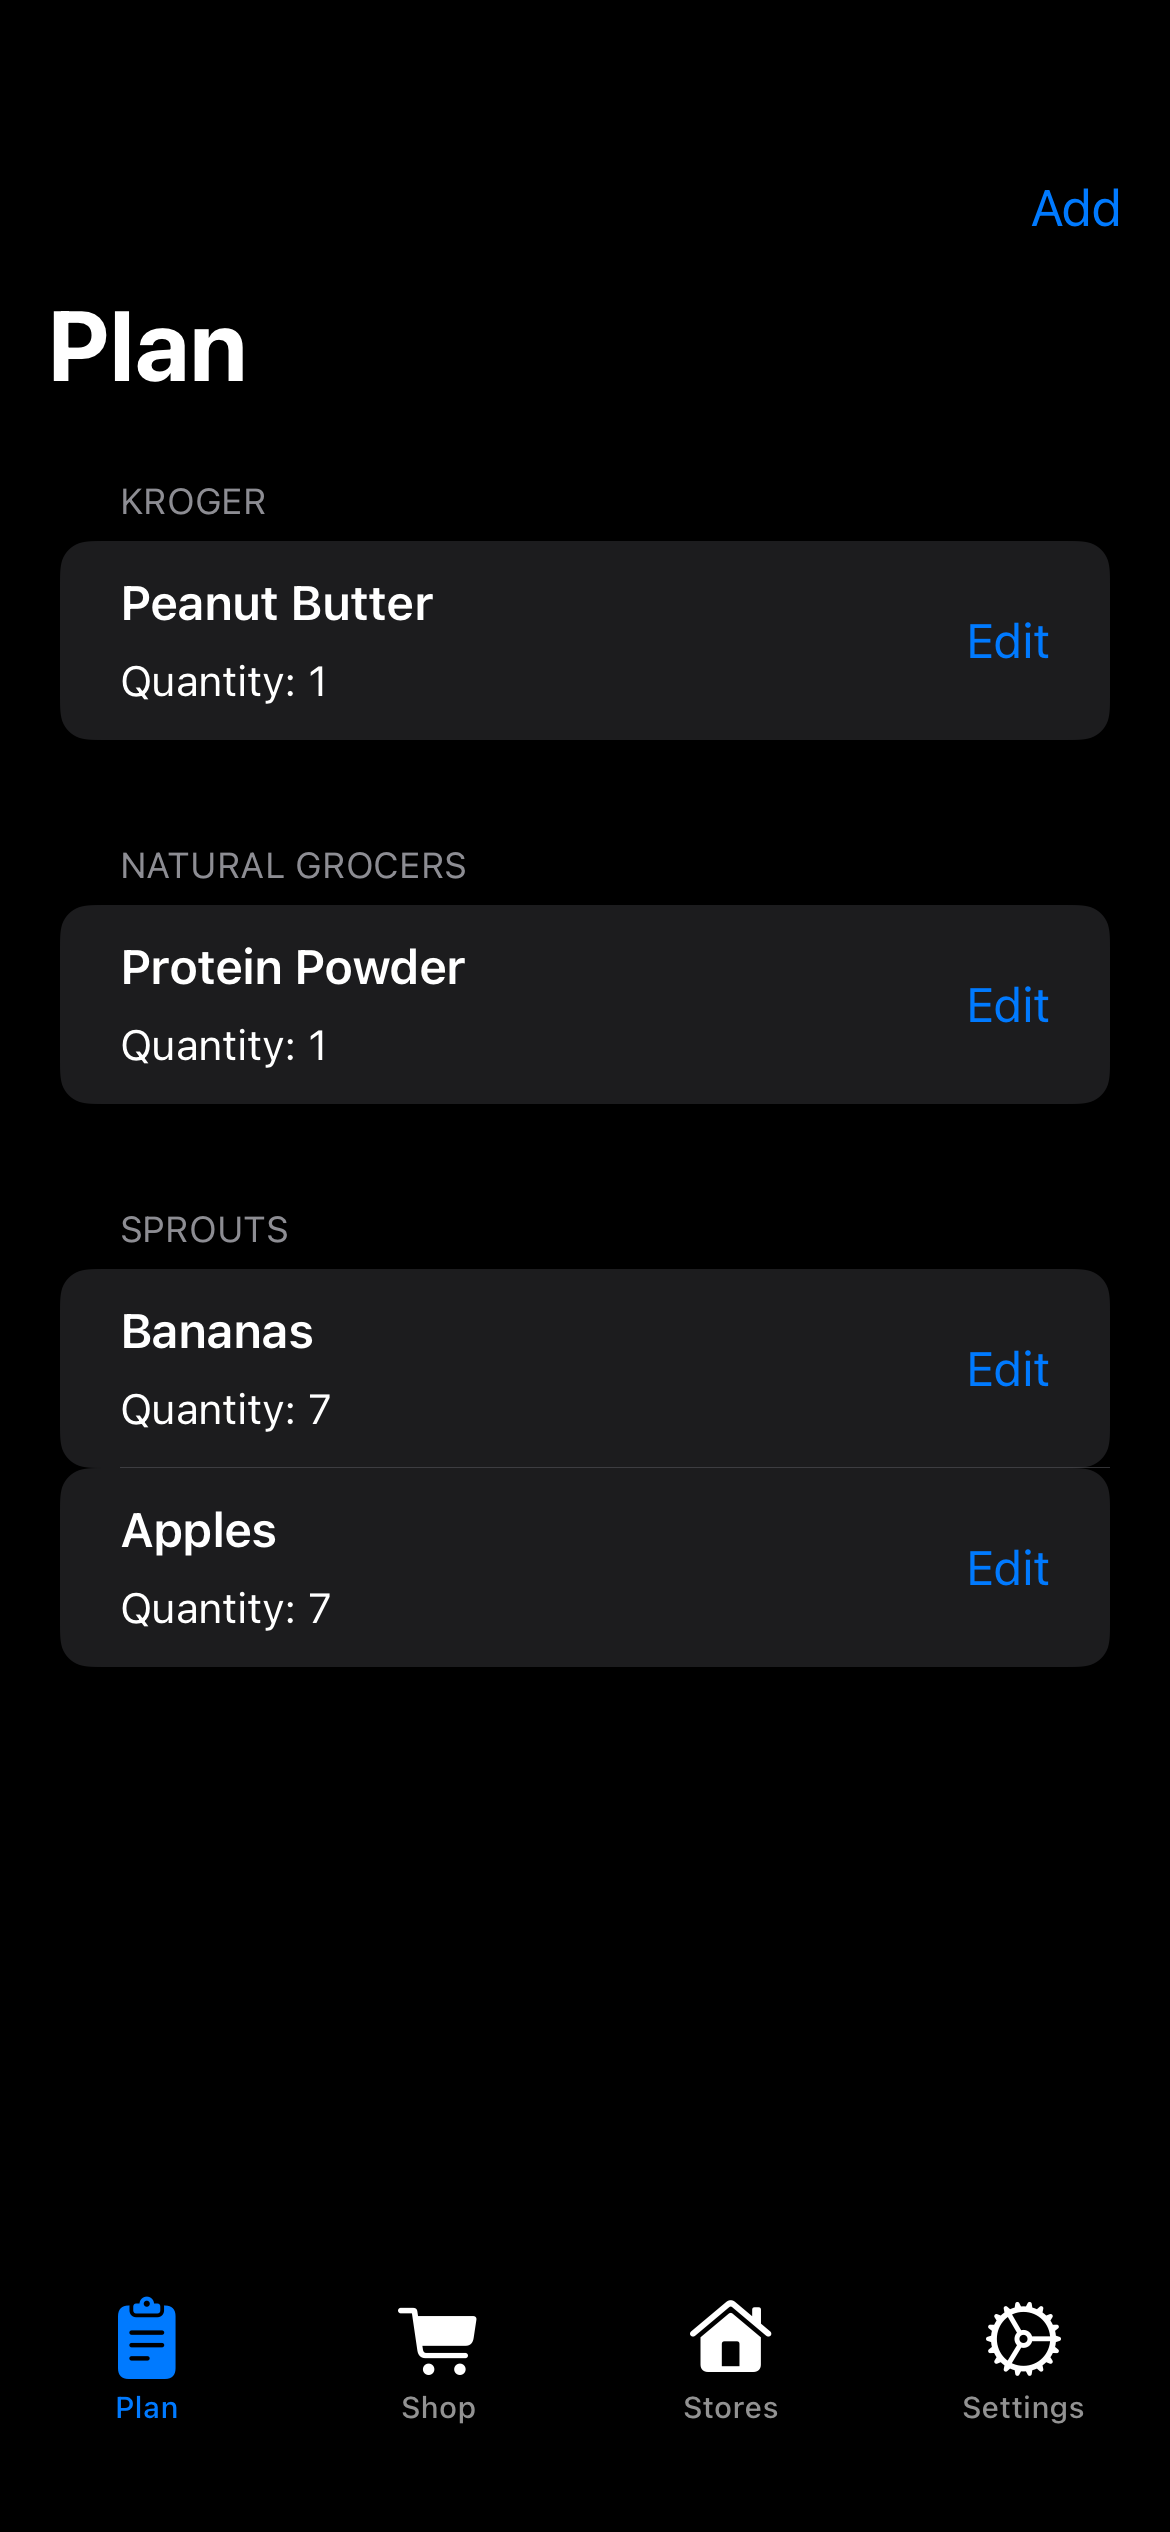 Add
Plan
KROGER
Peanut Butter
Quantity: 1
Edit
NATURAL GROCERS
Protein Powder
Quantity: 1
Edit
SPROUTS
Bananas
Quantity: 7
Edit
Apples
Quantity: 7
Edit
Plan
Shop
Stores
Settings